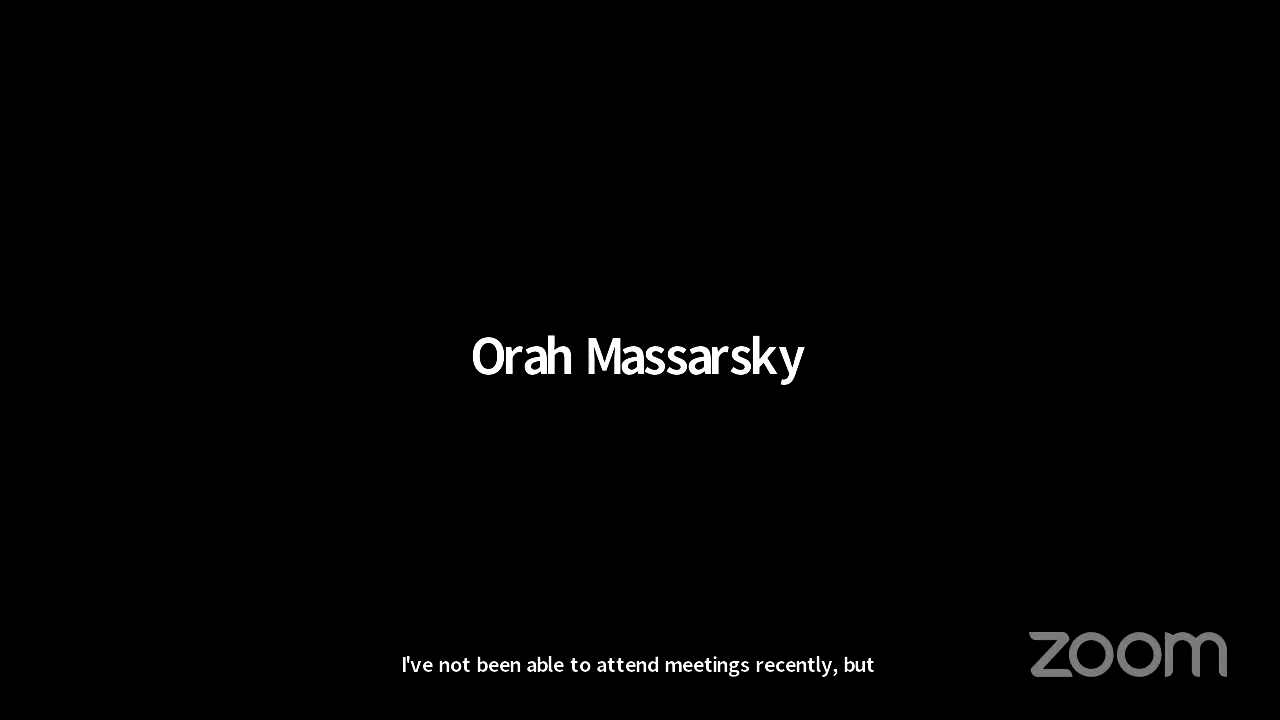 Orah Massarsky
I've not been able to attend meetings recently, but
zoom